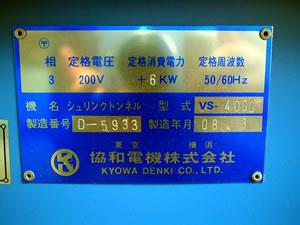 〒
相 定格電圧 定格消費電力 定格周波数
3 200V +6KW 50/60Hz
機名 シュリンクトンネル 型式 VS-4000
製造番号 D-5933 製造年月 08.3
東京 横浜
協和電機株式会社
KYOWA DENKI CO., LTD.